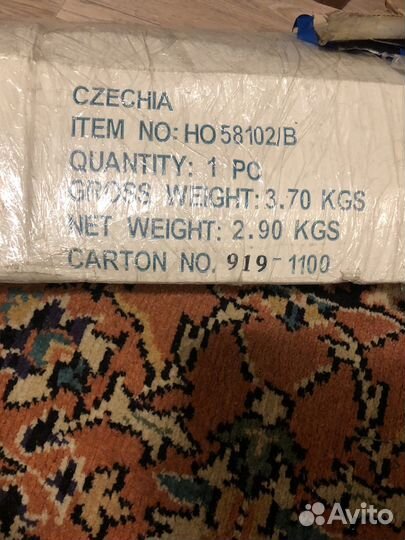 CZECHIA
ITEM NO: HO 58102/B
QUANTITY: 1 PC
GROSS WEIGHT: 3.70 KGS
NET WEIGHT: 2.90 KGS
CARTON NO. 919-1100
Avito